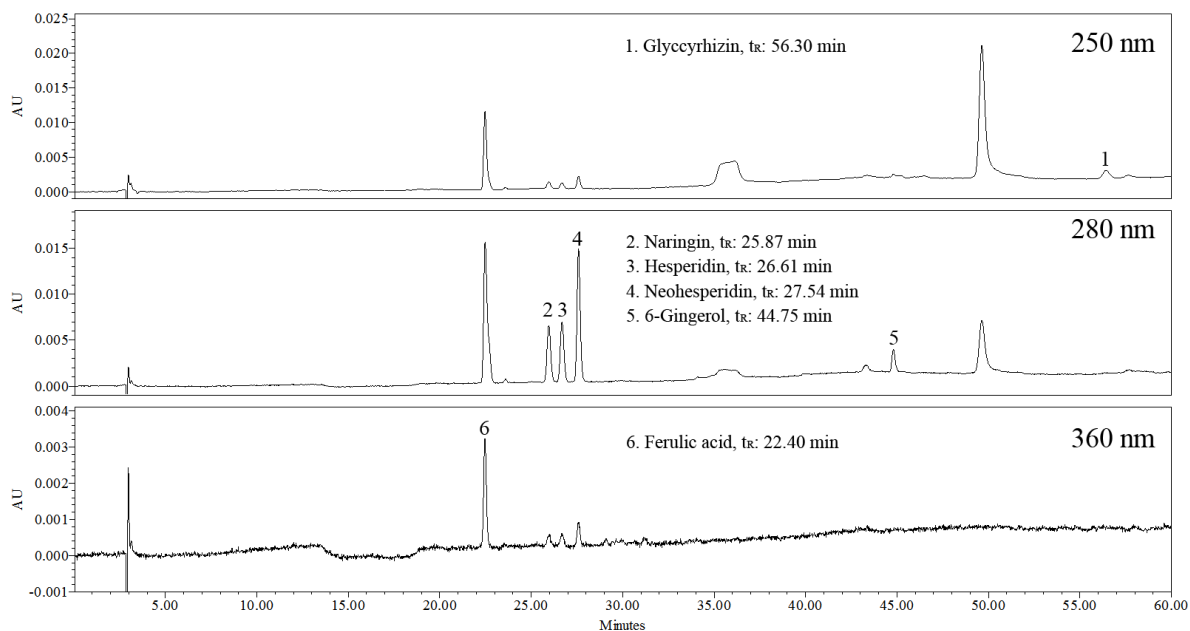 0.025
0.020
0.015
0.010
0.005
0.000
AU
1. Glyccyrhizin, tR: 56.30 min
250 nm
1
0.015
0.010
0.005
0.000
AU
2. Naringin, tR: 25.87 min
3. Hesperidin, tR: 26.61 min
4. Neohesperidin, tR: 27.54 min
5. 6-Gingerol, tR: 44.75 min
280 nm
2 3 4 5
0.004
0.003
0.002
0.001
0.000
-0.001
AU
6
6. Ferulic acid, tR: 22.40 min
360 nm
5.00 10.00 15.00 20.00 25.00 30.00 35.00 40.00 45.00 50.00 55.00 60.00
Minutes